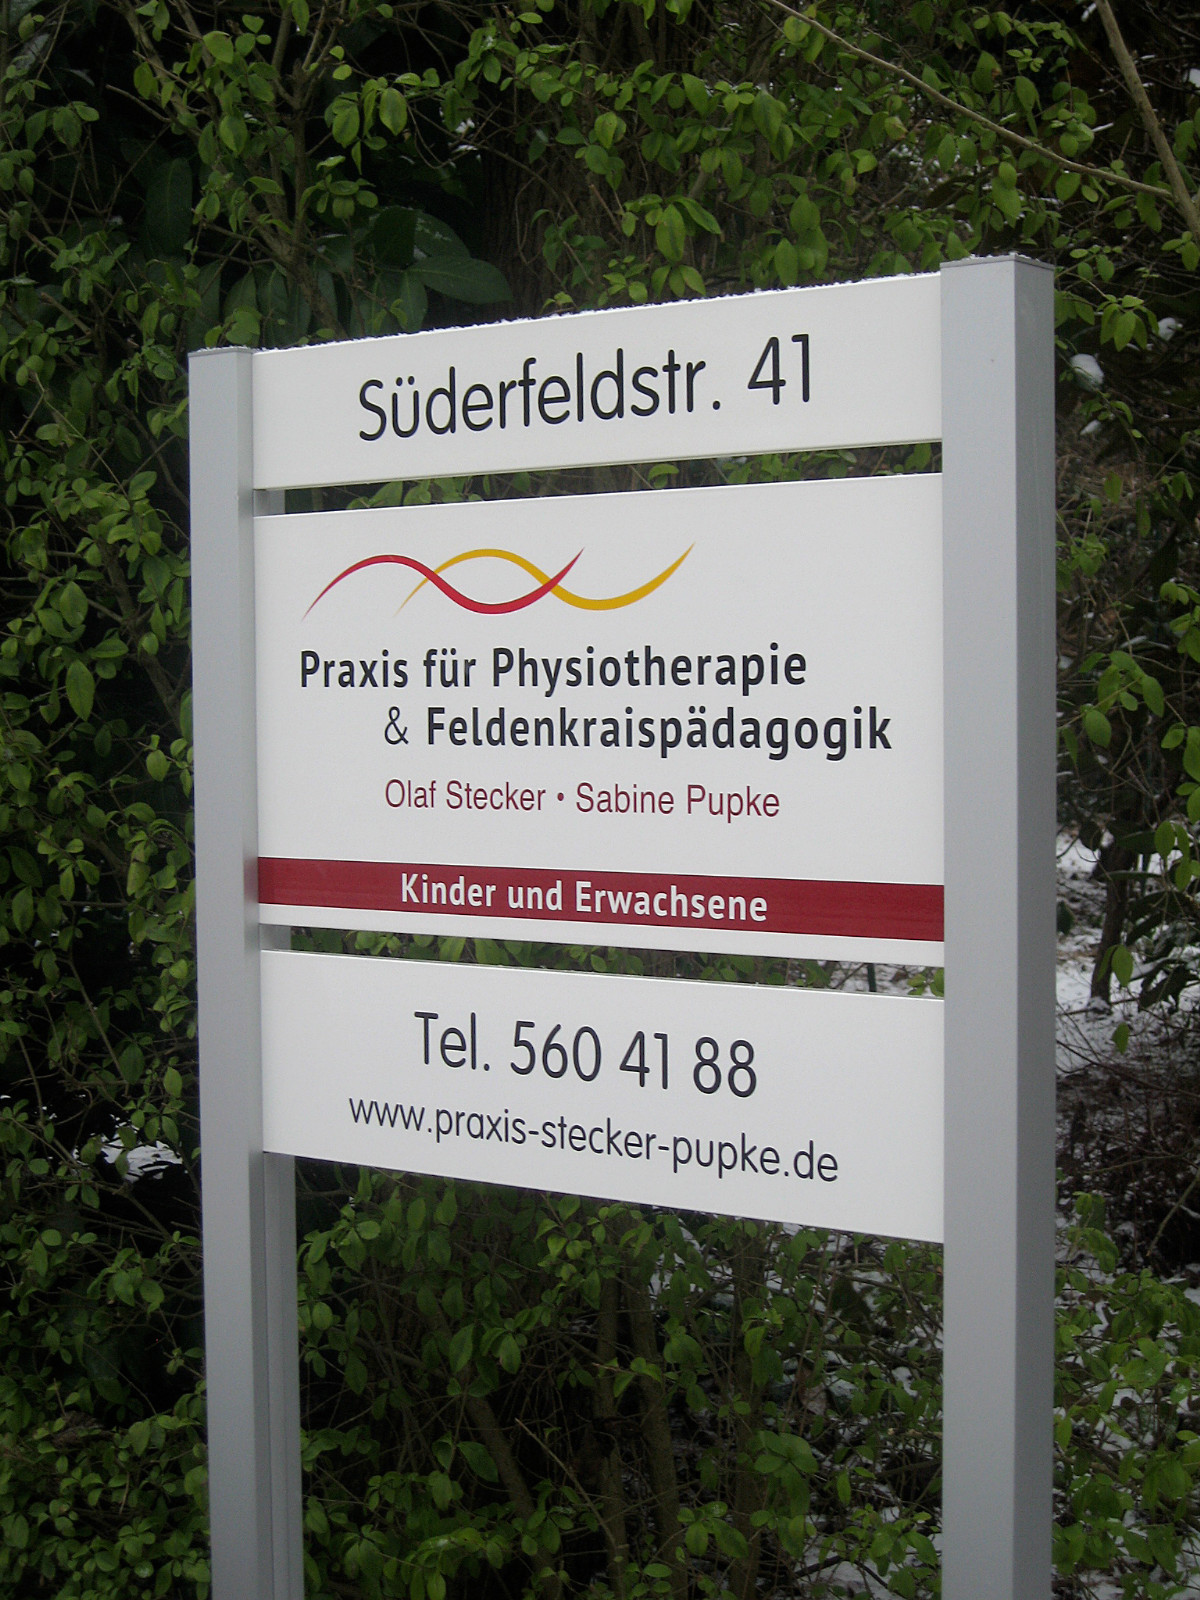 Süderfeldstr. 41
Praxis für Physiotherapie
& Feldenkraispädagogik
Olaf Stecker • Sabine Pupke
Kinder und Erwachsene
Tel. 560 41 88
www.praxis-stecker-pupke.de